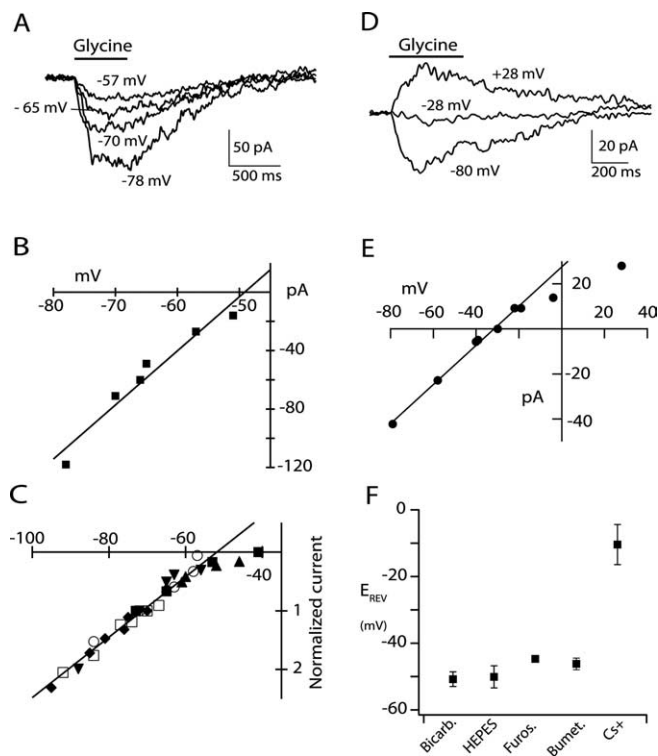 A
Glycine
-57 mV
- 65 mV
-70 mV
-78 mV
50 pA
500 ms
D
Glycine
+28 mV
-28 mV
-80 mV
20 pA
200 ms
B
mV
-80 -70 -60 -50
pA
-40
-80
-120
E
mV
20
-80 -60 -40 -20 0 20 40
-20
pA
-40
C
-100 -80 -60 -40
1
2
Normalized current
F
0
-20
-40
-60
EREV
(mV)
Bicarb. HEPES Furos. Bumet. Cs+